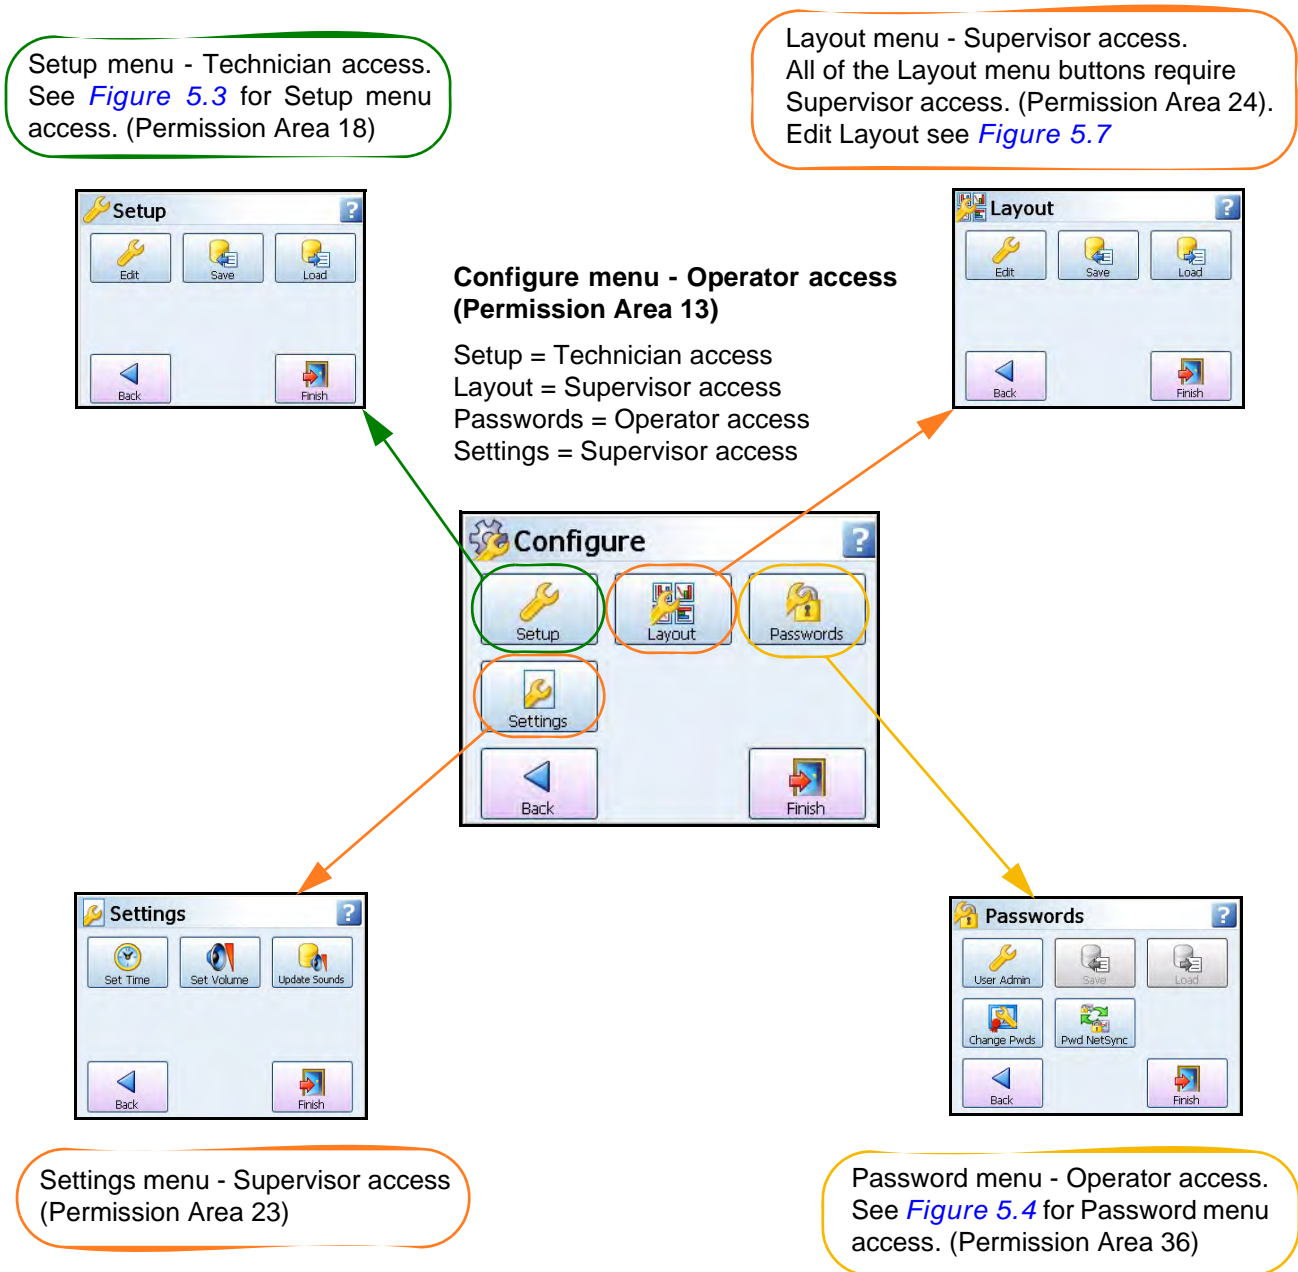 Setup menu - Technician access.
See Figure 5.3 for Setup menu
access. (Permission Area 18)
Layout menu - Supervisor access.
All of the Layout menu buttons require
Supervisor access. (Permission Area 24).
Edit Layout see Figure 5.7
Setup
?
Edit
Save
Load
Back
Finish
Layout
?
Edit
Save
Load
Back
Finish
Configure menu - Operator access
(Permission Area 13)
Setup = Technician access
Layout = Supervisor access
Passwords = Operator access
Settings = Supervisor access
Configure
?
Setup
Layout
Passwords
Settings
Back
Finish
Settings
?
Set Time
Set Volume
Update Sounds
Back
Finish
Passwords
?
User Admin
Save
Load
Change Pwds
Pwd NetSync
Back
Finish
Settings menu - Supervisor access
(Permission Area 23)
Password menu - Operator access.
See Figure 5.4 for Password menu
access. (Permission Area 36)